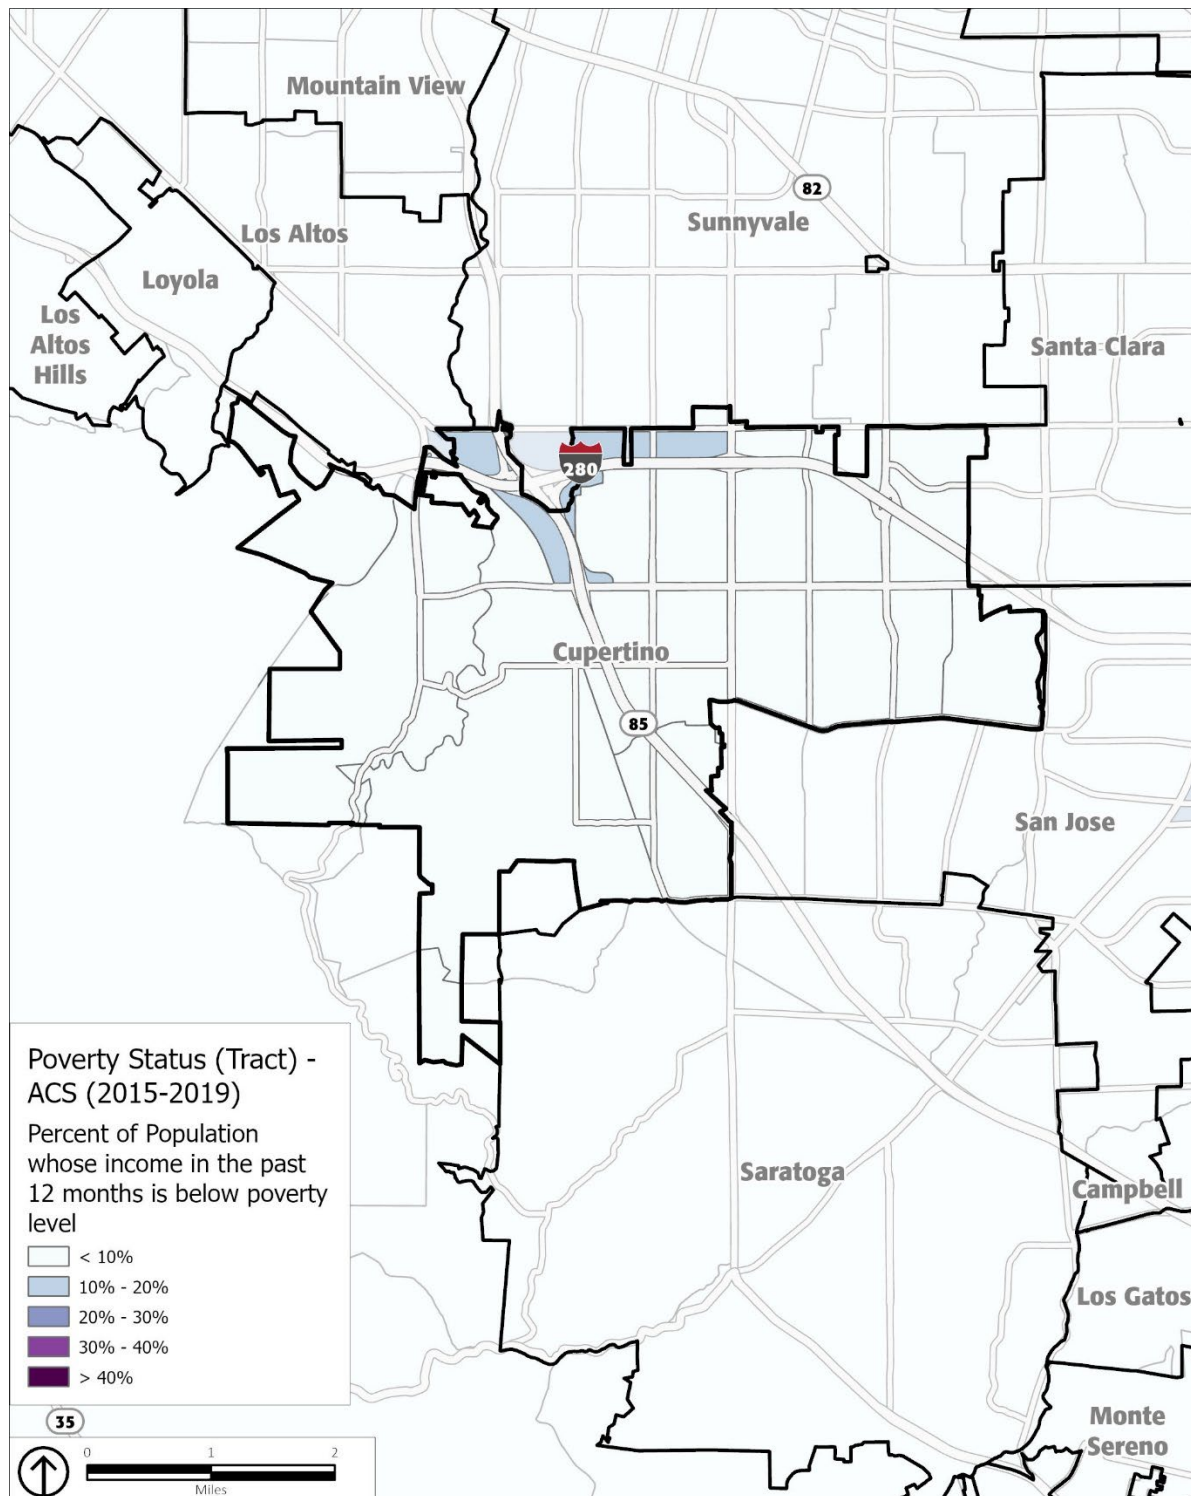 Mountain View
82
Sunnyvale
Los Altos
Loyola
Los
Altos
Hills
Santa Clara
280
Cupertino
85
San Jose
Saratoga
Campbell
Los Gatos
Monte
Sereno
Poverty Status (Tract) -
ACS (2015-2019)
Percent of Population
whose income in the past
12 months is below poverty
level
< 10%
10% - 20%
20% - 30%
30% - 40%
> 40%
35
0 1 2
Miles